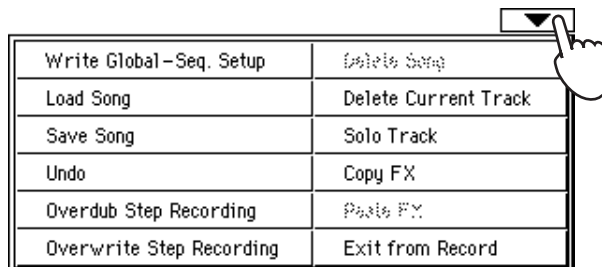 Write Global-Seq. Setup
Delete Song
Load Song
Delete Current Track
Save Song
Solo Track
Undo
Copy FX
Overdub Step Recording
Paste FX
Overwrite Step Recording
Exit from Record